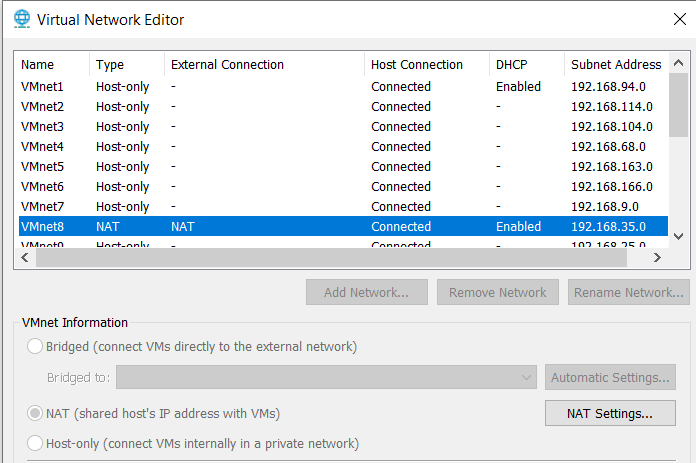 Virtual Network Editor
Name Type External Connection Host Connection DHCP Subnet Address
VMnet1 Host-only - Connected Enabled 192.168.94.0
VMnet2 Host-only - Connected - 192.168.114.0
VMnet3 Host-only - Connected - 192.168.104.0
VMnet4 Host-only - Connected - 192.168.68.0
VMnet5 Host-only - Connected - 192.168.163.0
VMnet6 Host-only - Connected - 192.168.166.0
VMnet7 Host-only - Connected - 192.168.9.0
VMnet8 NAT NAT Connected Enabled 192.168.35.0
VMnet9 Host-only - Connected - 192.168.25.0
Add Network... Remove Network Rename Network...
VMnet Information
Bridged (connect VMs directly to the external network)
Bridged to: Automatic Settings...
NAT (shared host's IP address with VMs) NAT Settings...
Host-only (connect VMs internally in a private network)